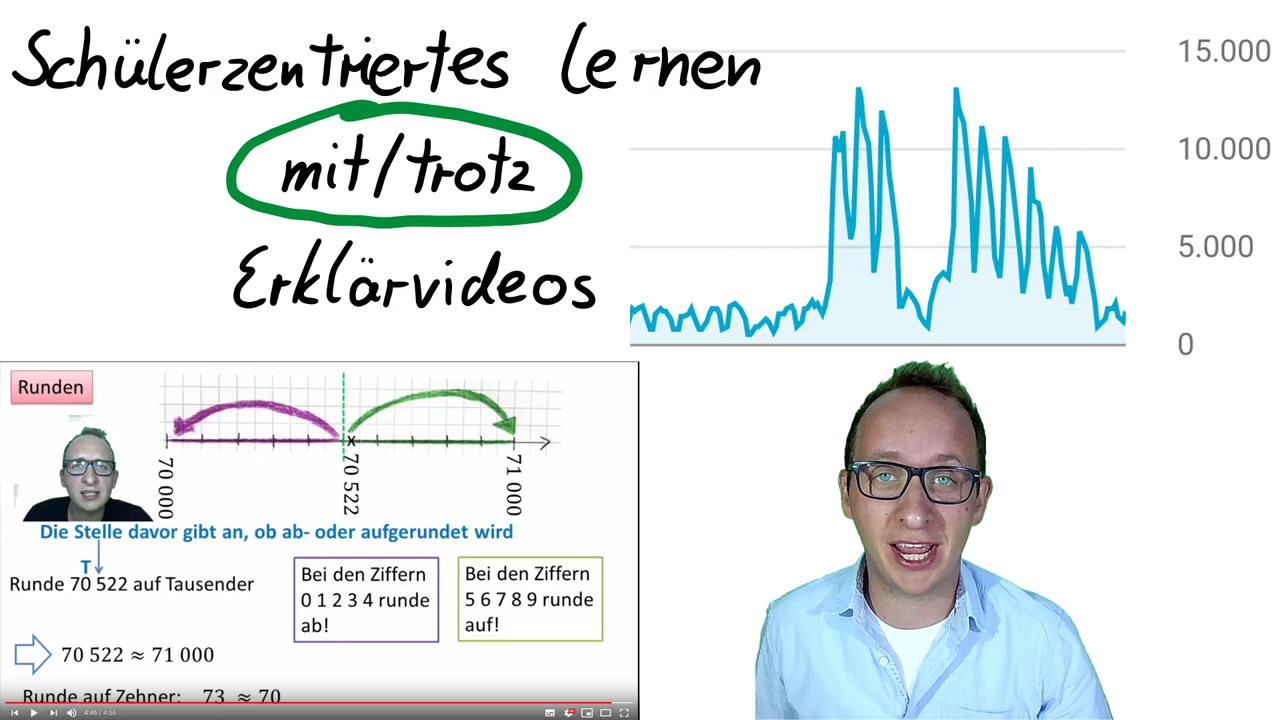 Schülerzentriertes lernen
mit/trotz
Erklärvideos
15.000
10.000
5.000
0
Runden
70 000
70 522
71 000
Die Stelle davor gibt an, ob ab- oder aufgerundet wird
T
Runde 70 522 auf Tausender
Bei den Ziffern
0 1 2 3 4 runde
ab!
Bei den Ziffern
5 6 7 8 9 runde
auf!
70 522 ≈ 71 000
Runde auf Zehner: 73 ≈ 70
4:46 / 4:56